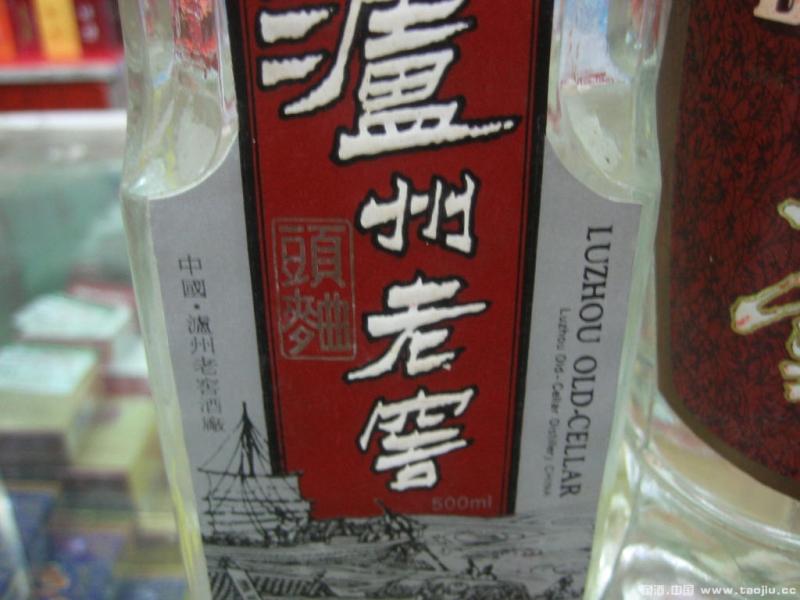 瀘州老窖
頭麯
中國·瀘州老窖酒廠
LUZHOU OLD-CELLAR
Luzhou Old-Cellar Distillery, CHINA
500ml
www.taojiu.cc